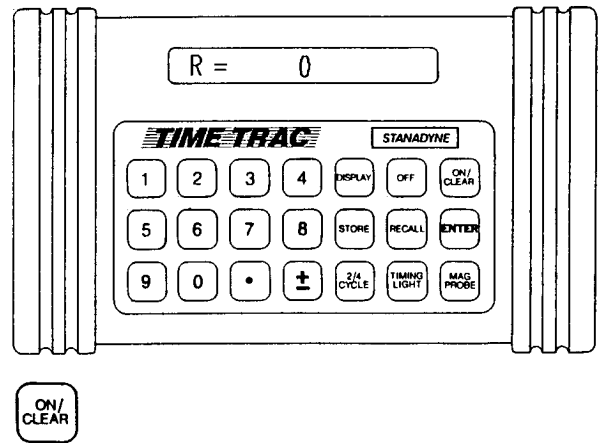 R = 0
TIME TRAC STANADYNE
1 2 3 4 DISPLAY OFF ON/CLEAR
5 6 7 8 STORE RECALL ENTER
9 0 • ± 2/4 CYCLE TIMING LIGHT MAG PROBE
ON/
CLEAR